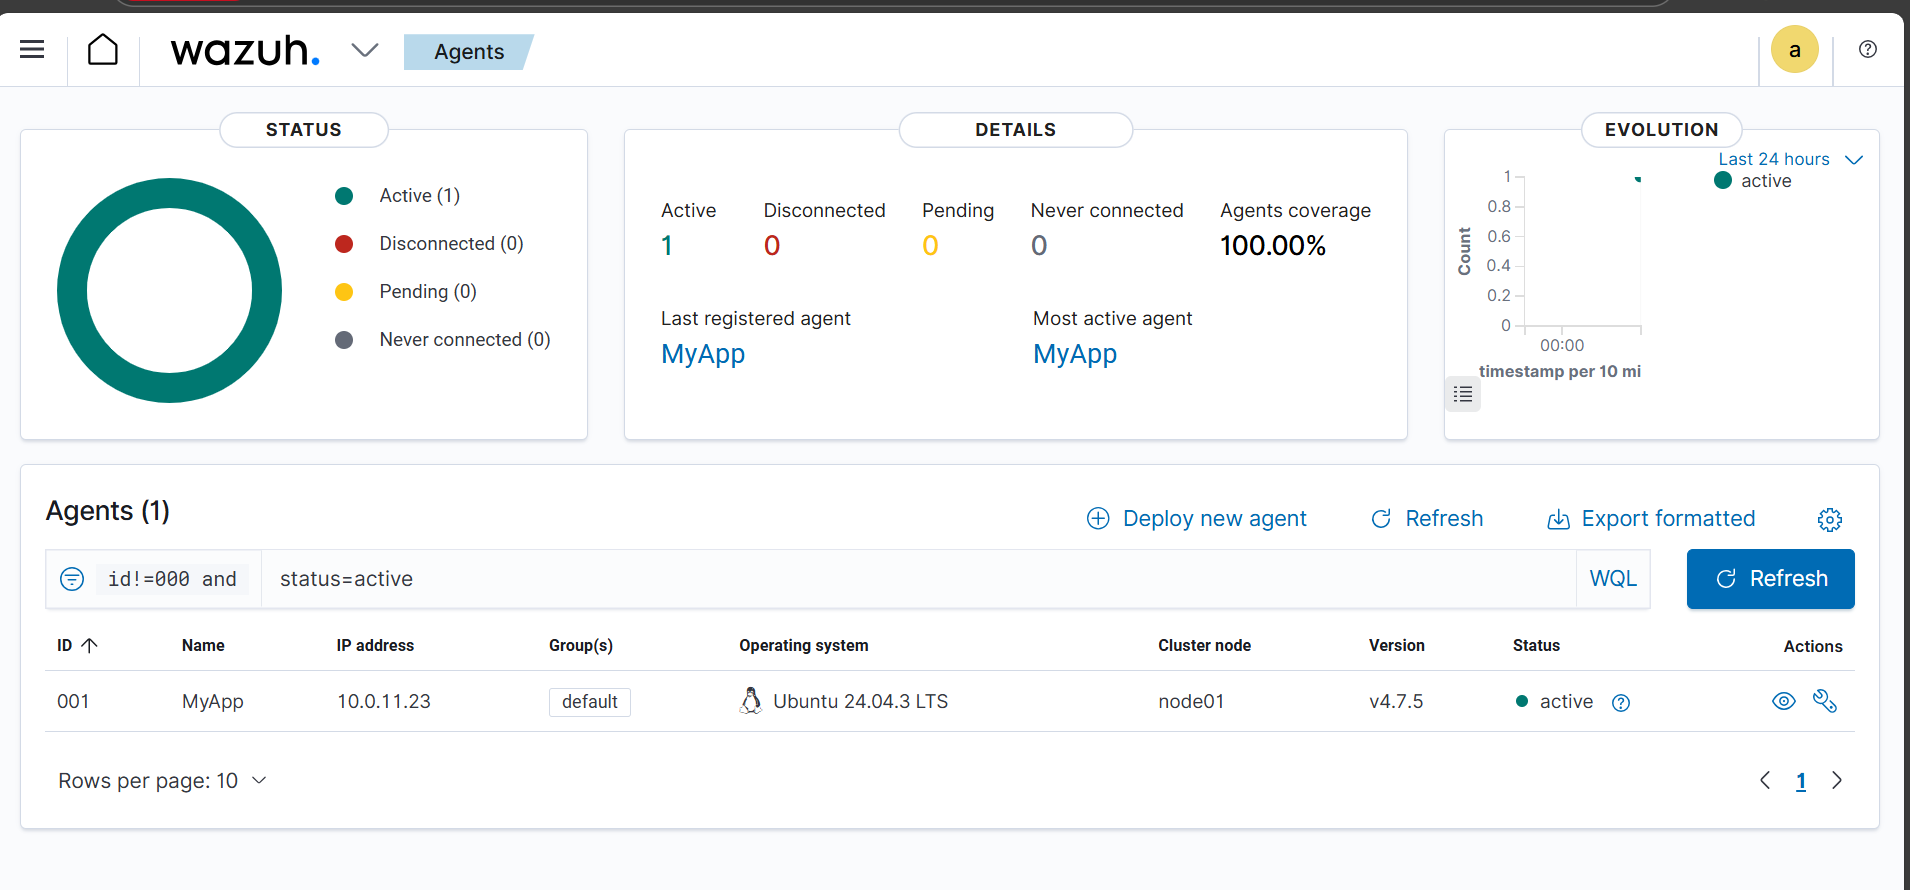 wazuh. Agents a
STATUS
Active (1)
Disconnected (0)
Pending (0)
Never connected (0)
DETAILS
Active Disconnected Pending Never connected Agents coverage
1 0 0 0 100.00%
Last registered agent Most active agent
MyApp MyApp
EVOLUTION
Last 24 hours
active
1
0.8
0.6
0.4
0.2
0
Count
00:00
timestamp per 10 mi
Agents (1) Deploy new agent Refresh Export formatted
id!=000 and status=active WQL Refresh
ID Name IP address Group(s) Operating system Cluster node Version Status Actions
001 MyApp 10.0.11.23 default Ubuntu 24.04.3 LTS node01 v4.7.5 active
Rows per page: 10 1